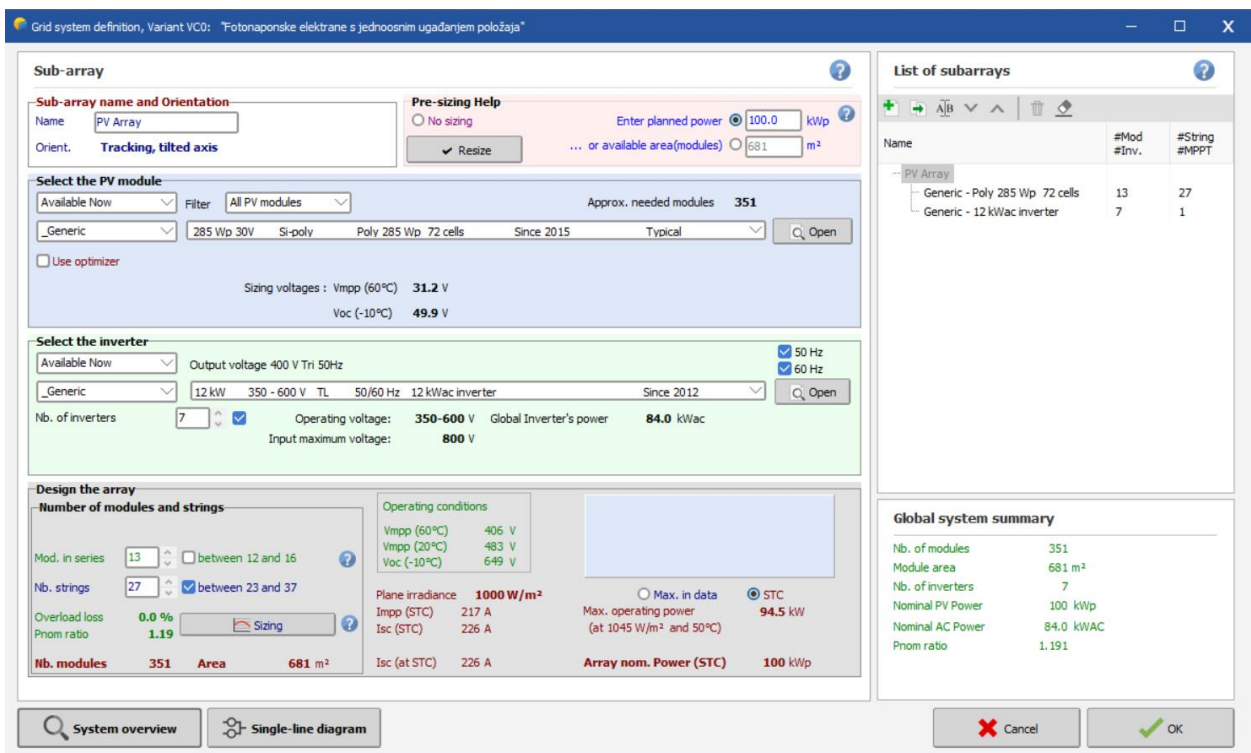 Grid system definition, Variant VC0: "Fotonaponske elektrane s jednoosnim ugađanjem položaja"
Sub-array
Sub-array name and Orientation
Name PV Array
Orient. Tracking, tilted axis
Pre-sizing Help
No sizing Enter planned power 100.0 kWp
Resize ... or available area(modules) 681 m²
Select the PV module
Available Now Filter All PV modules Approx. needed modules 351
_Generic 285 Wp 30V Si-poly Poly 285 Wp 72 cells Since 2015 Typical Open
Use optimizer
Sizing voltages : Vmpp (60°C) 31.2 V
Voc (-10°C) 49.9 V
Select the inverter
Available Now Output voltage 400 V Tri 50Hz
50 Hz
60 Hz
_Generic 12 kW 350 - 600 V TL 50/60 Hz 12 kWac inverter Since 2012 Open
Nb. of inverters 7 Operating voltage: 350-600 V Global Inverter's power 84.0 kWac
Input maximum voltage: 800 V
Design the array
Number of modules and strings
Mod. in series 13 between 12 and 16
Nb. strings 27 between 23 and 37
Overload loss 0.0 %
Pnom ratio 1.19
Sizing
Nb. modules 351 Area 681 m²
Operating conditions
Vmpp (60°C) 406 V
Vmpp (20°C) 483 V
Voc (-10°C) 649 V
Plane irradiance 1000 W/m²
Impp (STC) 217 A
Isc (STC) 226 A
Isc (at STC) 226 A
Max. in data STC
Max. operating power 94.5 kW
(at 1045 W/m² and 50°C)
Array nom. Power (STC) 100 kWp
List of subarrays
Name #Mod #String
#Inv. #MPPT
PV Array
Generic - Poly 285 Wp 72 cells 13 27
Generic - 12 kWac inverter 7 1
Global system summary
Nb. of modules 351
Module area 681 m²
Nb. of inverters 7
Nominal PV Power 100 kWp
Nominal AC Power 84.0 kWAC
Pnom ratio 1.191
System overview Single-line diagram Cancel OK